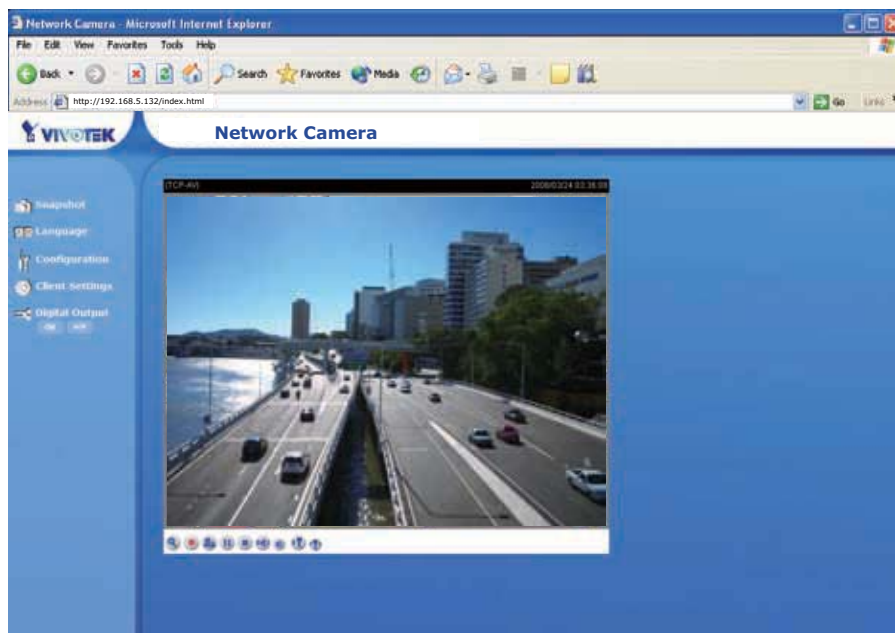 Network Camera - Microsoft Internet Explorer
File Edit View Favorites Tools Help
Back Search Favorites Media
Address http://192.168.5.132/index.html Go Links
VIVOTEK
Network Camera
(TCP-AV) 2008/03/24 03:38:08
Snapshot
Language
Configuration
Client Settings
Digital Output